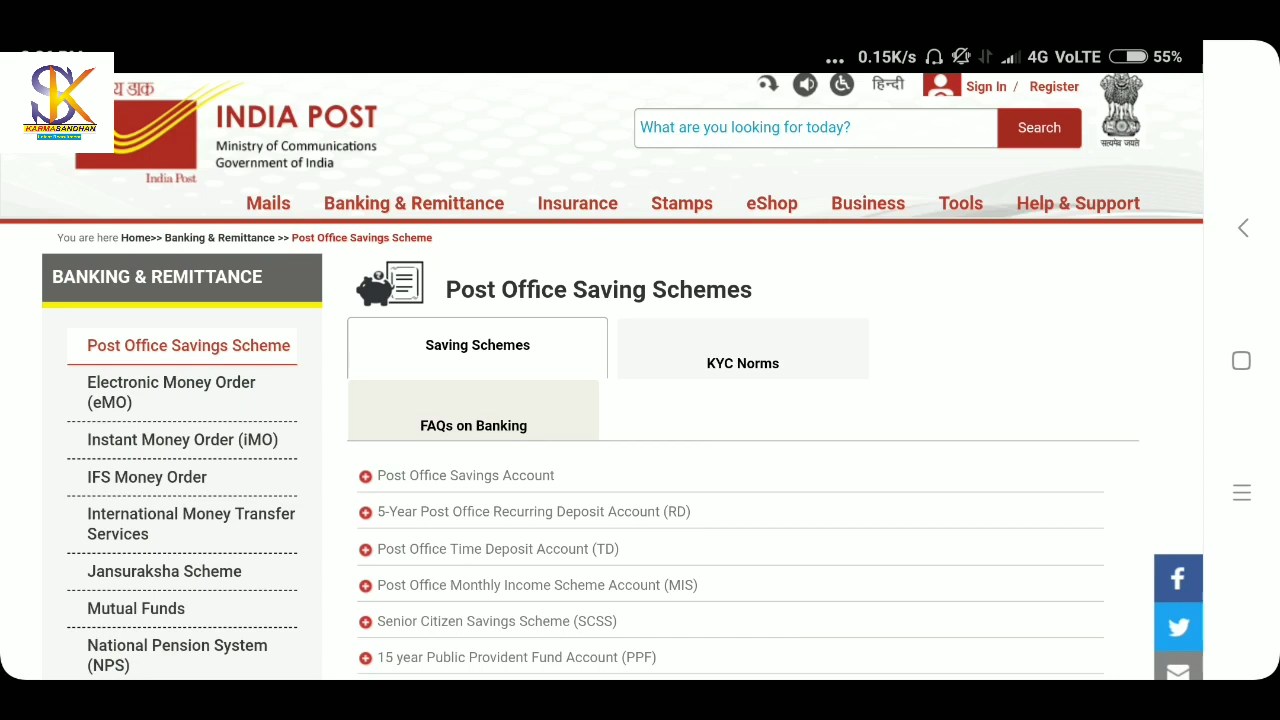 0.15K/s 4G VoLTE 55%
SK
KARMASANDHAN
डाक
INDIA POST
Ministry of Communications
Government of India
India Post
हिन्दी
Sign In / Register
What are you looking for today?
Search
सत्यमेव जयते
Mails Banking & Remittance Insurance Stamps eShop Business Tools Help & Support
You are here Home>> Banking & Remittance >> Post Office Savings Scheme
BANKING & REMITTANCE
Post Office Savings Scheme
Electronic Money Order
(eMO)
Instant Money Order (iMO)
IFS Money Order
International Money Transfer
Services
Jansuraksha Scheme
Mutual Funds
National Pension System
(NPS)
Post Office Saving Schemes
Saving Schemes
KYC Norms
FAQs on Banking
Post Office Savings Account
5-Year Post Office Recurring Deposit Account (RD)
Post Office Time Deposit Account (TD)
Post Office Monthly Income Scheme Account (MIS)
Senior Citizen Savings Scheme (SCSS)
15 year Public Provident Fund Account (PPF)